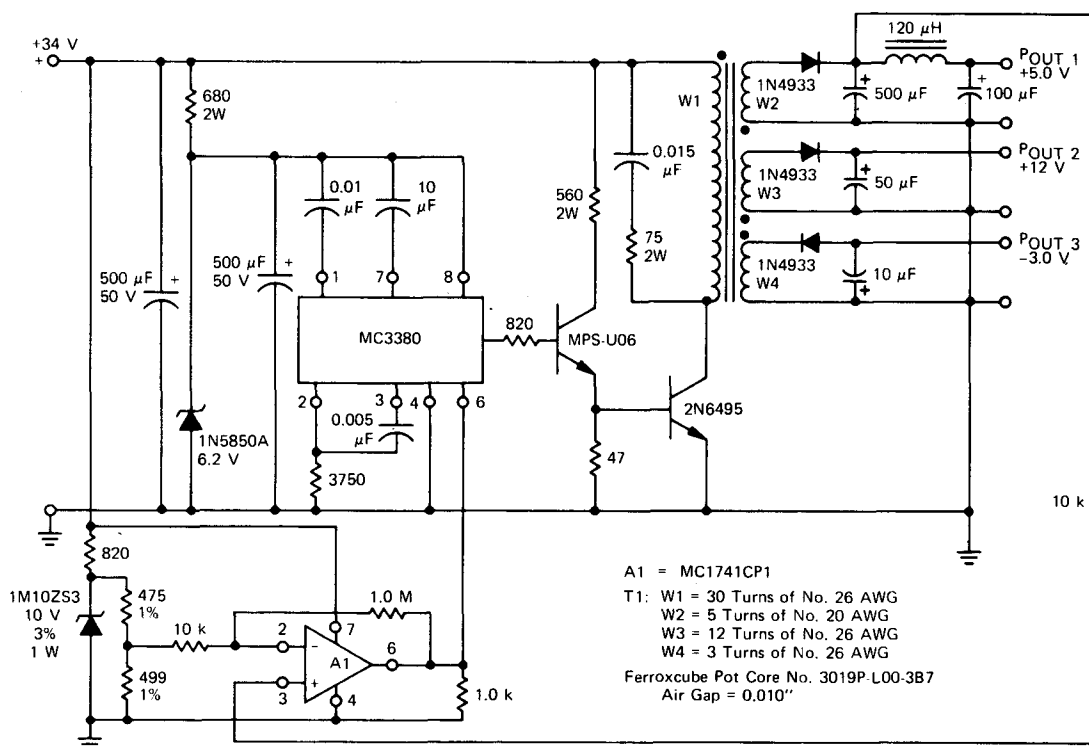 +34 V
+
680
2W
500 µF
50 V
+
1N5850A
6.2 V
500 µF
50 V
+
0.01
µF
10
µF
1
7
8
MC3380
2
3
4
6
0.005
µF
3750
820
MPS-U06
560
2W
47
0.015
µF
75
2W
2N6495
W1
1N4933
W2
+
500 µF
120 µH
+
100 µF
POUT 1
+5.0 V
1N4933
W3
+
50 µF
POUT 2
+12 V
1N4933
W4
10 µF
+
POUT 3
−3.0 V
10 k
820
1M10ZS3
10 V
3%
1 W
475
1%
499
1%
10 k
1.0 M
2
−
A1
+
3
7
6
4
1.0 k
A1 = MC1741CP1
T1: W1 = 30 Turns of No. 26 AWG
W2 = 5 Turns of No. 20 AWG
W3 = 12 Turns of No. 26 AWG
W4 = 3 Turns of No. 26 AWG
Ferroxcube Pot Core No. 3019P-L00-3B7
Air Gap = 0.010"